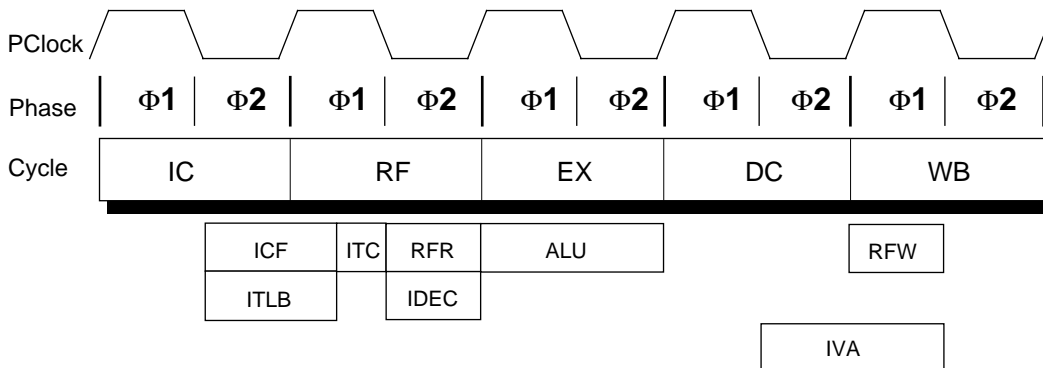 PClock
Phase Φ1 Φ2 Φ1 Φ2 Φ1 Φ2 Φ1 Φ2 Φ1 Φ2
Cycle IC RF EX DC WB
ICF ITC RFR ALU RFW
ITLB IDEC
IVA